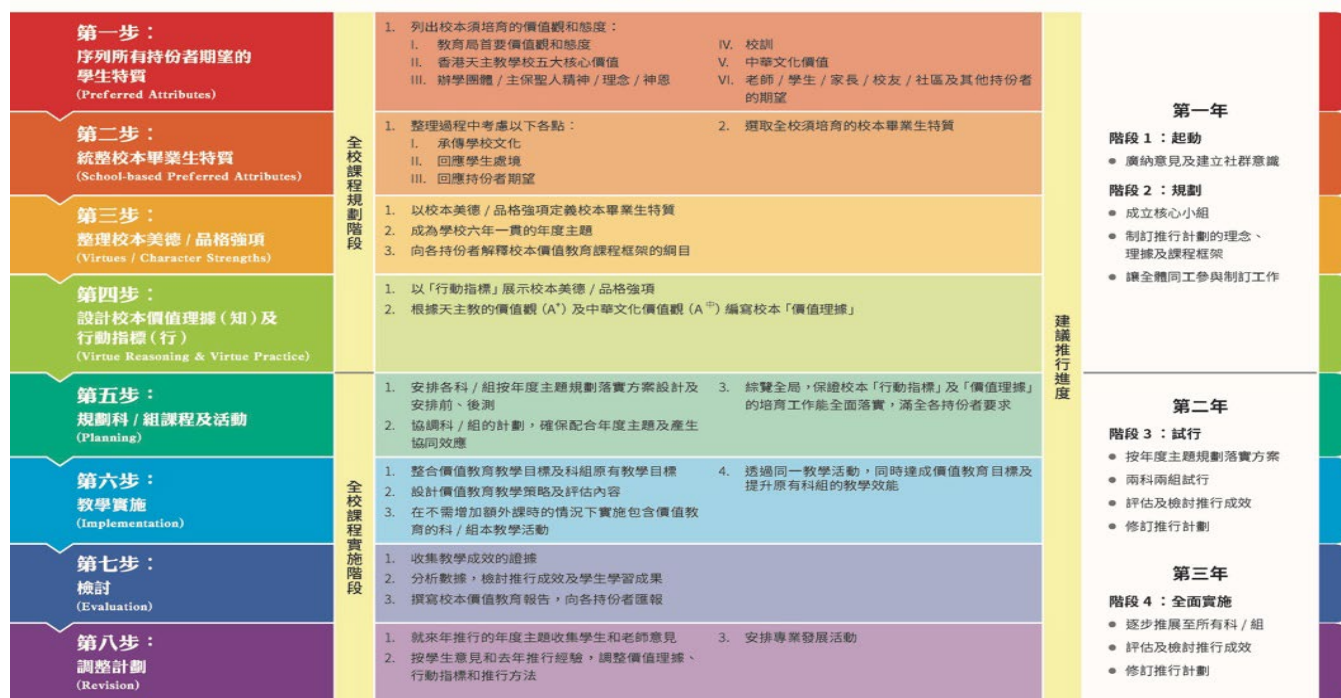 第一步：
序列所有持份者期望的
學生特質
(Preferred Attributes)
第二步：
統整校本畢業生特質
(School-based Preferred Attributes)
第三步：
整理校本美德 / 品格強項
(Virtues / Character Strengths)
第四步：
設計校本價值理據（知）及
行動指標（行）
(Virtue Reasoning & Virtue Practice)
第五步：
規劃科 / 組課程及活動
(Planning)
第六步：
教學實施
(Implementation)
第七步：
檢討
(Evaluation)
第八步：
調整計劃
(Revision)
全校課程規劃階段
全校課程實施階段
1. 列出校本須培育的價值觀和態度：
I. 教育局首要價值觀和態度
II. 香港天主教學校五大核心價值
III. 辦學團體 / 主保聖人精神 / 理念 / 神恩
IV. 校訓
V. 中華文化價值
VI. 老師 / 學生 / 家長 / 校友 / 社區及其他持份者
的期望
1. 整理過程中考慮以下各點：
I. 承傳學校文化
II. 回應學生處境
III. 回應持份者期望
2. 選取全校須培育的校本畢業生特質
1. 以校本美德 / 品格強項定義校本畢業生特質
2. 成為學校六年一貫的年度主題
3. 向各持份者解釋校本價值教育課程框架的綱目
1. 以「行動指標」展示校本美德 / 品格強項
2. 根據天主教的價值觀（A⁺）及中華文化價值觀（A中）編寫校本「價值理據」
1. 安排各科 / 組按年度主題規劃落實方案設計及
安排前、後測
2. 協調科 / 組的計劃，確保配合年度主題及產生
協同效應
3. 綜覽全局，保證校本「行動指標」及「價值理據」
的培育工作能全面落實，滿全各持份者要求
1. 整合價值教育教學目標及科組原有教學目標
2. 設計價值教育教學策略及評估內容
3. 在不需增加額外課時的情況下實施包含價值教
育的科 / 組本教學活動
4. 透過同一教學活動，同時達成價值教育目標及
提升原有科組的教學效能
1. 收集教學成效的證據
2. 分析數據，檢討推行成效及學生學習成果
3. 撰寫校本價值教育報告，向各持份者匯報
1. 就來年推行的年度主題收集學生和老師意見
2. 按學生意見和去年推行經驗，調整價值理據、
行動指標和推行方法
3. 安排專業發展活動
建議推行進度
第一年
階段 1：起動
● 廣納意見及建立社群意識
階段 2：規劃
● 成立核心小組
● 制訂推行計劃的理念、
理據及課程框架
● 讓全體同工參與制訂工作
第二年
階段 3：試行
● 按年度主題規劃落實方案
● 兩科兩組試行
● 評估及檢討推行成效
● 修訂推行計劃
第三年
階段 4：全面實施
● 逐步推展至所有科 / 組
● 評估及檢討推行成效
● 修訂推行計劃